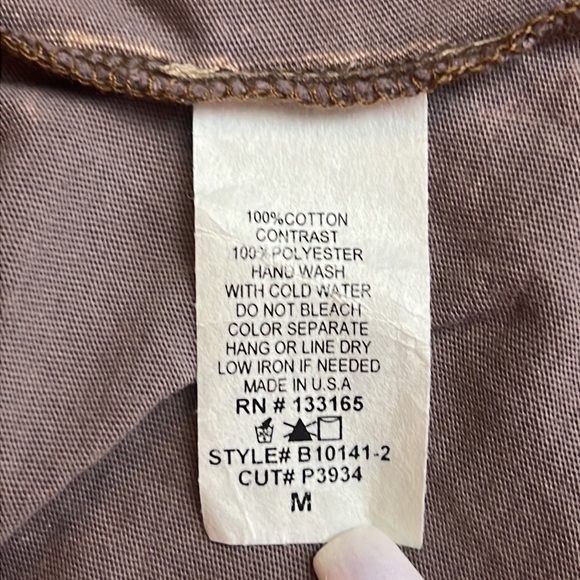 100%COTTON
CONTRAST
100% POLYESTER
HAND WASH
WITH COLD WATER
DO NOT BLEACH
COLOR SEPARATE
HANG OR LINE DRY
LOW IRON IF NEEDED
MADE IN U.S.A
RN # 133165
STYLE# B10141-2
CUT# P3934
M